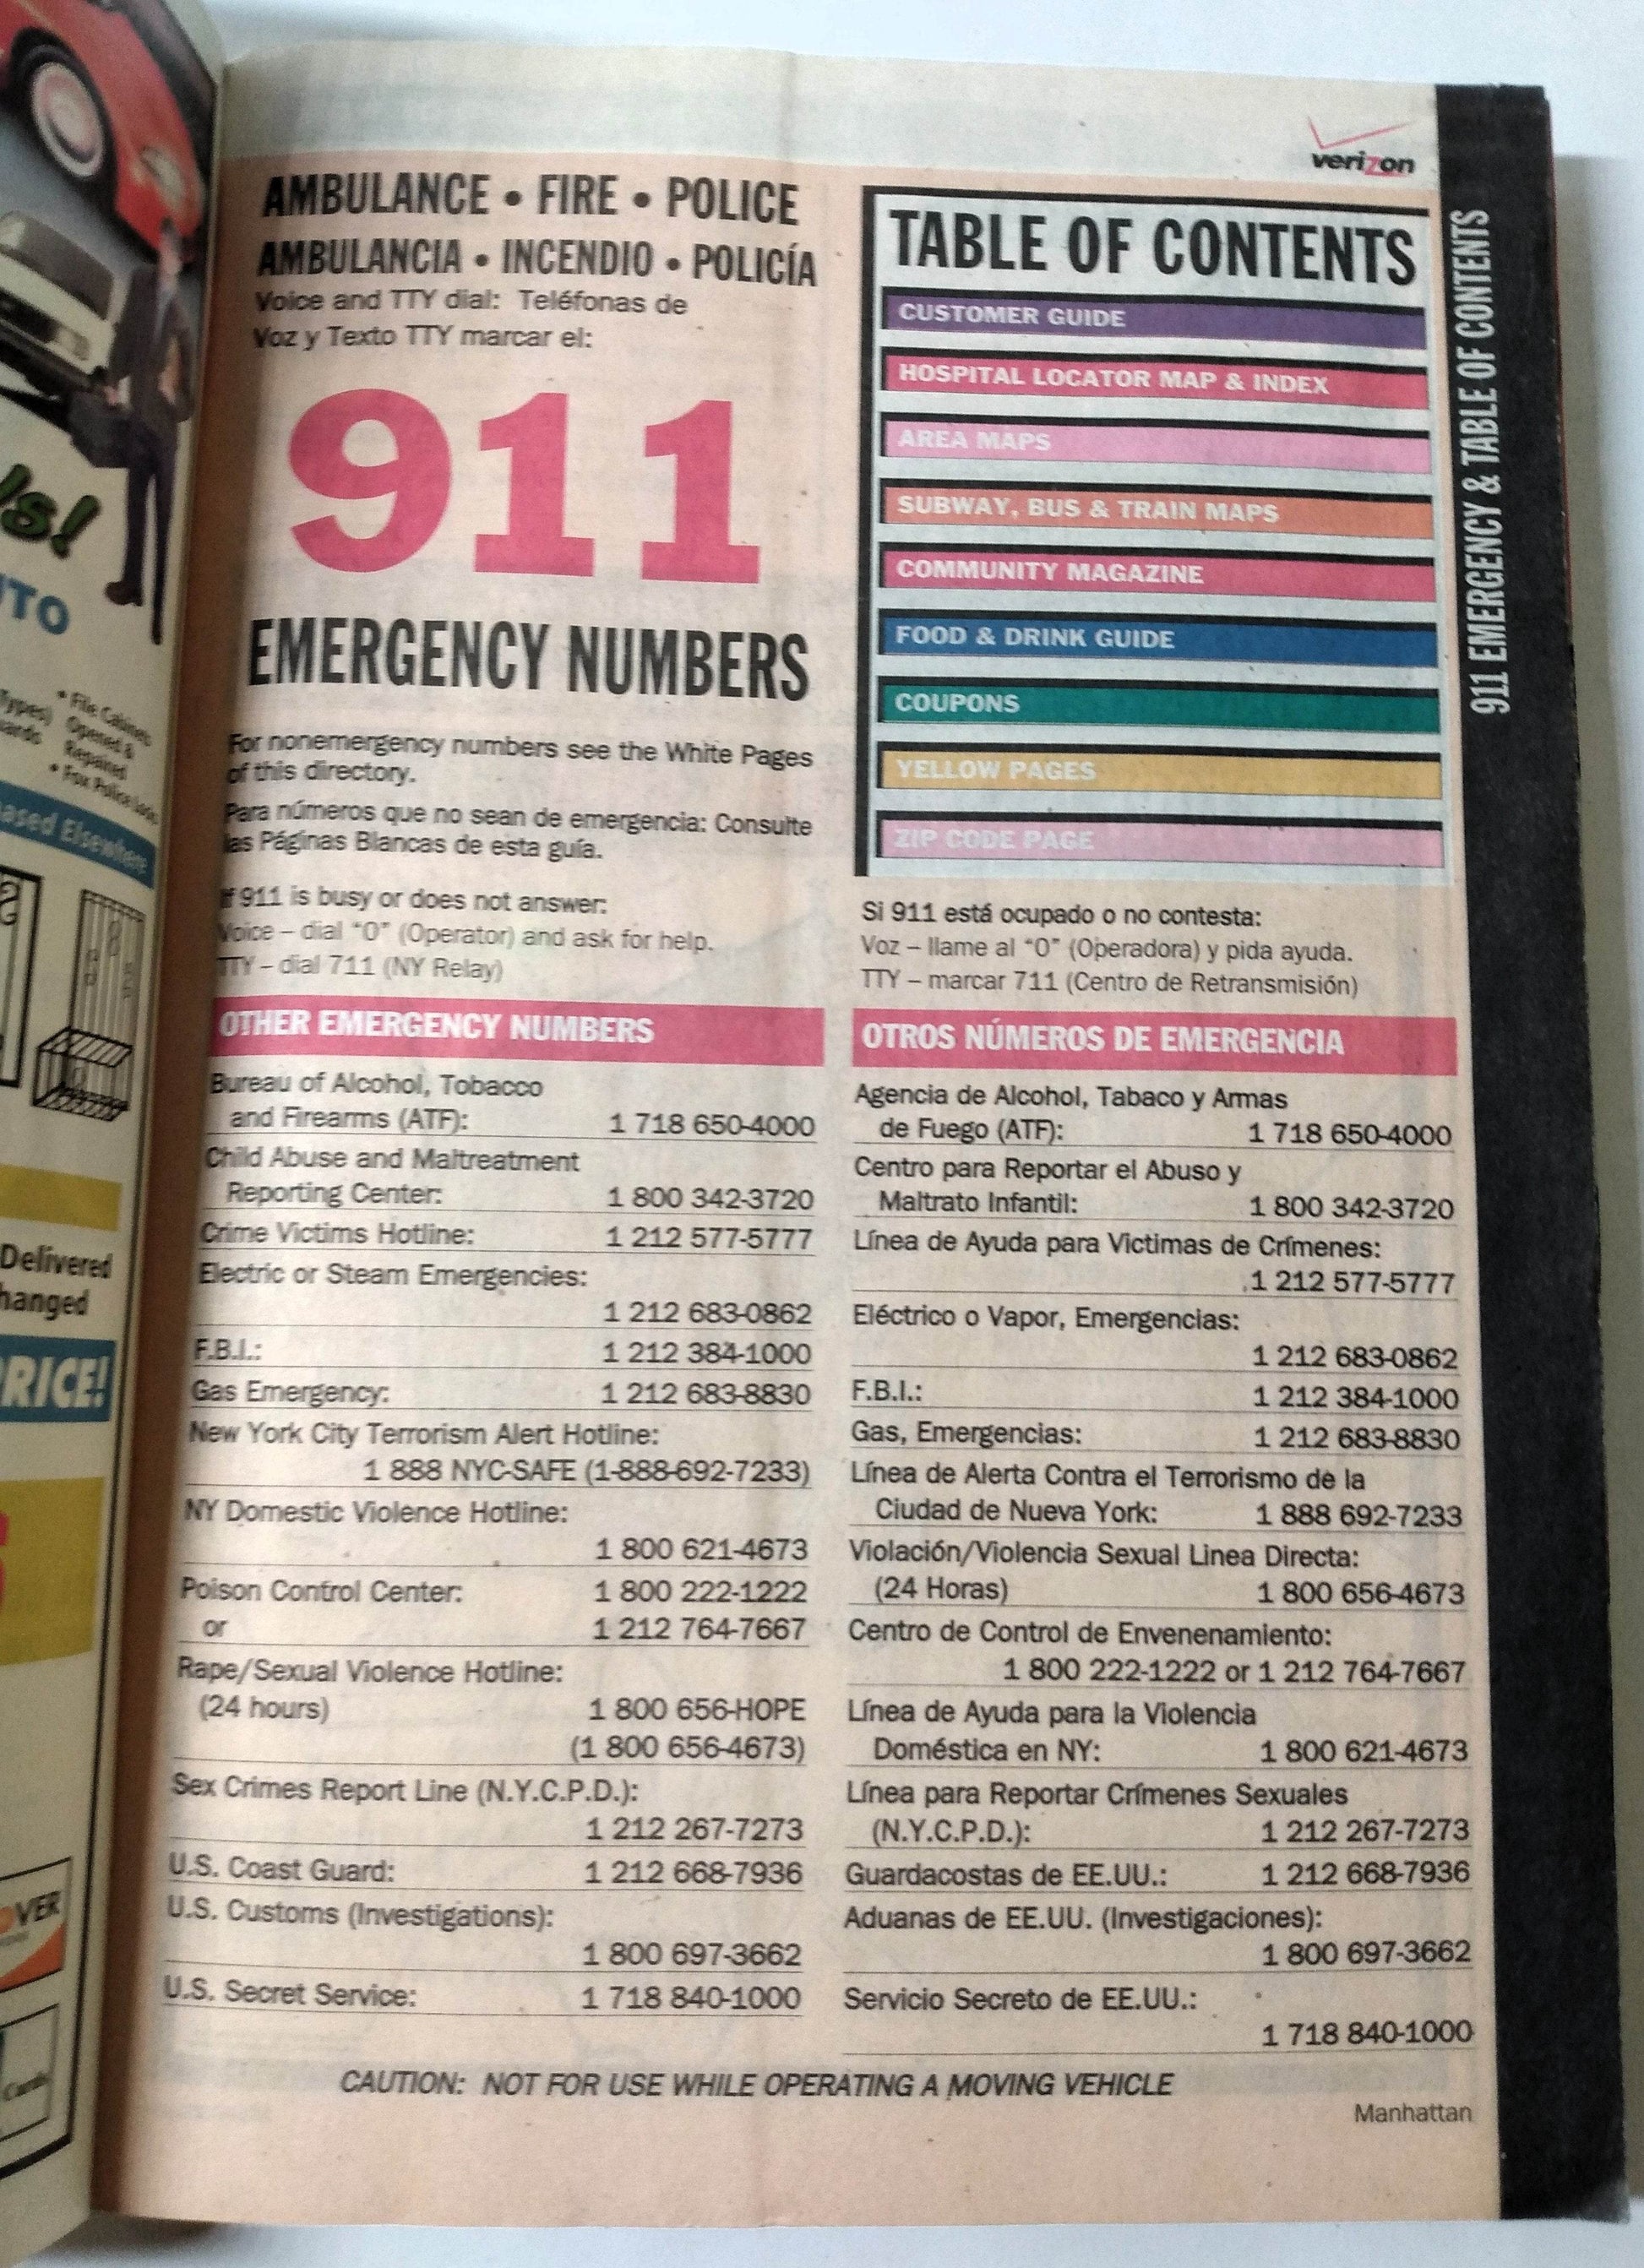 ls!
UTO
• File Cabinets
Opened &
Repaired
• Fox Police Locks
Types)
ased Elsewhere
Delivered
hanged
RICE!
OVER
verizon
AMBULANCE • FIRE • POLICE
AMBULANCIA • INCENDIO • POLICÍA
Voice and TTY dial: Teléfonas de
Voz y Texto TTY marcar el:
911
EMERGENCY NUMBERS
For nonemergency numbers see the White Pages
of this directory.
Para números que no sean de emergencia: Consulte
las Páginas Blancas de esta guía.
If 911 is busy or does not answer:
Voice – dial "0" (Operator) and ask for help.
TTY – dial 711 (NY Relay)
OTHER EMERGENCY NUMBERS
Bureau of Alcohol, Tobacco
and Firearms (ATF): 1 718 650-4000
Child Abuse and Maltreatment
Reporting Center: 1 800 342-3720
Crime Victims Hotline: 1 212 577-5777
Electric or Steam Emergencies:
1 212 683-0862
F.B.I.: 1 212 384-1000
Gas Emergency: 1 212 683-8830
New York City Terrorism Alert Hotline:
1 888 NYC-SAFE (1-888-692-7233)
NY Domestic Violence Hotline:
1 800 621-4673
Poison Control Center: 1 800 222-1222
or 1 212 764-7667
Rape/Sexual Violence Hotline:
(24 hours) 1 800 656-HOPE
(1 800 656-4673)
Sex Crimes Report Line (N.Y.C.P.D.):
1 212 267-7273
U.S. Coast Guard: 1 212 668-7936
U.S. Customs (Investigations):
1 800 697-3662
U.S. Secret Service: 1 718 840-1000
TABLE OF CONTENTS
CUSTOMER GUIDE
HOSPITAL LOCATOR MAP & INDEX
AREA MAPS
SUBWAY, BUS & TRAIN MAPS
COMMUNITY MAGAZINE
FOOD & DRINK GUIDE
COUPONS
YELLOW PAGES
ZIP CODE PAGE
Si 911 está ocupado o no contesta:
Voz – llame al "0" (Operadora) y pida ayuda.
TTY – marcar 711 (Centro de Retransmisión)
OTROS NÚMEROS DE EMERGENCIA
Agencia de Alcohol, Tabaco y Armas
de Fuego (ATF): 1 718 650-4000
Centro para Reportar el Abuso y
Maltrato Infantil: 1 800 342-3720
Línea de Ayuda para Victimas de Crímenes:
1 212 577-5777
Eléctrico o Vapor, Emergencias:
1 212 683-0862
F.B.I.: 1 212 384-1000
Gas, Emergencias: 1 212 683-8830
Línea de Alerta Contra el Terrorismo de la
Ciudad de Nueva York: 1 888 692-7233
Violación/Violencia Sexual Linea Directa:
(24 Horas) 1 800 656-4673
Centro de Control de Envenenamiento:
1 800 222-1222 or 1 212 764-7667
Línea de Ayuda para la Violencia
Doméstica en NY: 1 800 621-4673
Línea para Reportar Crímenes Sexuales
(N.Y.C.P.D.): 1 212 267-7273
Guardacostas de EE.UU.: 1 212 668-7936
Aduanas de EE.UU. (Investigaciones):
1 800 697-3662
Servicio Secreto de EE.UU.:
1 718 840-1000
CAUTION: NOT FOR USE WHILE OPERATING A MOVING VEHICLE
Manhattan
911 EMERGENCY & TABLE OF CONTENTS